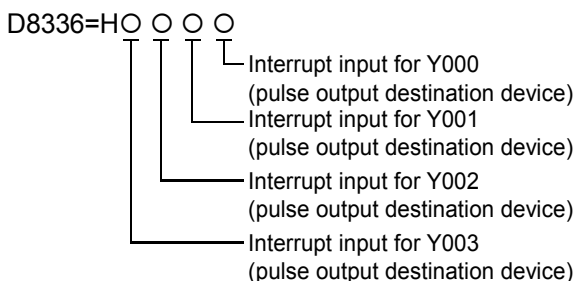 D8336=H○ ○ ○ ○
Interrupt input for Y000
(pulse output destination device)
Interrupt input for Y001
(pulse output destination device)
Interrupt input for Y002
(pulse output destination device)
Interrupt input for Y003
(pulse output destination device)